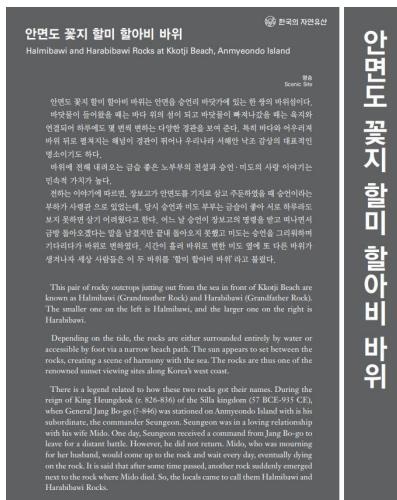 한국의 자연유산
안면도 꽃지 할미 할아비 바위
Halmibawi and Harabibawi Rocks at Kkotji Beach, Anmyeondo Island
명승
Scenic Site
안면도 꽃지 할미 할아비 바위는 안면읍 승언리 바닷가에 있는 한 쌍의 바위섬이다.
바닷물이 들어왔을 때는 바다 위의 섬이 되고 바닷물이 빠져나갔을 때는 육지와
연결되어 하루에도 몇 번씩 변하는 다양한 경관을 보여 준다. 특히 바다와 어우러져
바위 뒤로 펼쳐지는 해넘이 경관이 뛰어나 우리나라 서해안 낙조 감상의 대표적인
명소이기도 하다.
바위에 전해 내려오는 금슬 좋은 노부부의 전설과 승언·미도의 사랑 이야기는
민속적 가치가 높다.
전하는 이야기에 따르면, 장보고가 안면도를 기지로 삼고 주둔하였을 때 승언이라는
부하가 사령관으로 있었는데, 당시 승언과 미도 부부는 금슬이 좋아 서로 하루라도
보지 못하면 살기 어려웠다고 한다. 어느 날 승언이 장보고의 명령을 받고 떠나면서
금방 돌아오겠다는 말을 남겼지만 끝내 돌아오지 못했고 미도는 승언을 그리워하며
기다리다가 바위로 변하였다. 시간이 흘러 바위로 변한 미도 옆에 또 다른 바위가
생겨나자 세상 사람들은 이 두 바위를 '할미 할아비 바위'라고 불렀다.
This pair of rocky outcrops jutting out from the sea in front of Kkotji Beach are
known as Halmibawi (Grandmother Rock) and Harabibawi (Grandfather Rock).
The smaller one on the left is Halmibawi, and the larger one on the right is
Harabibawi.
Depending on the tide, the rocks are either surrounded entirely by water or
accessible by foot via a narrow beach path. The sun appears to set between the
rocks, creating a scene of harmony with the sea. The rocks are thus one of the
renowned sunset viewing sites along Korea's west coast.
There is a legend related to how these two rocks got their names. During the
reign of King Heungdeok (r. 826-836) of the Silla kingdom (57 BCE-935 CE),
when General Jang Bo-go (?-846) was stationed on Anmyeondo Island with is his
subordinate, the commander Seungeon. Seungeon was in a loving relationship
with his wife Mido. One day, Seungeon received a command from Jang Bo-go to
leave for a distant battle. However, he did not return. Mido, who was mourning
for her husband, would come up to the rock and wait every day, eventually dying
on the rock. It is said that after some time passed, another rock suddenly emerged
next to the rock where Mido died. So, the locals came to call them Halmibawi and
Harabibawi Rocks.
안면도 꽃지 할미 할아비 바위